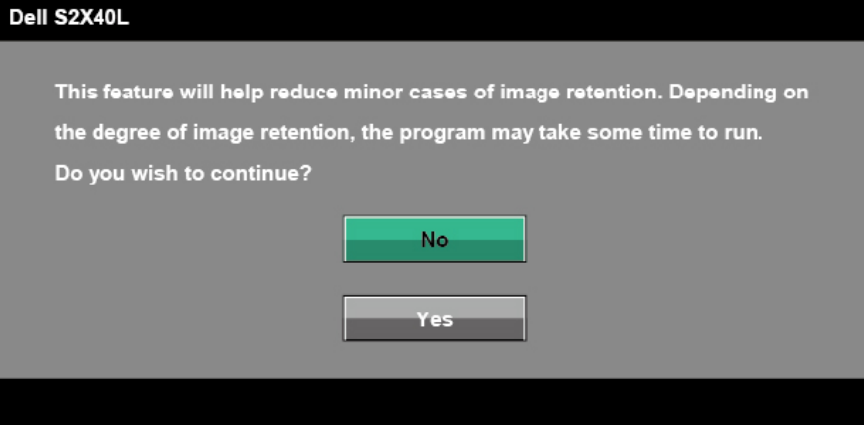 Dell S2X40L
This feature will help reduce minor cases of image retention. Depending on
the degree of image retention, the program may take some time to run.
Do you wish to continue?
No
Yes